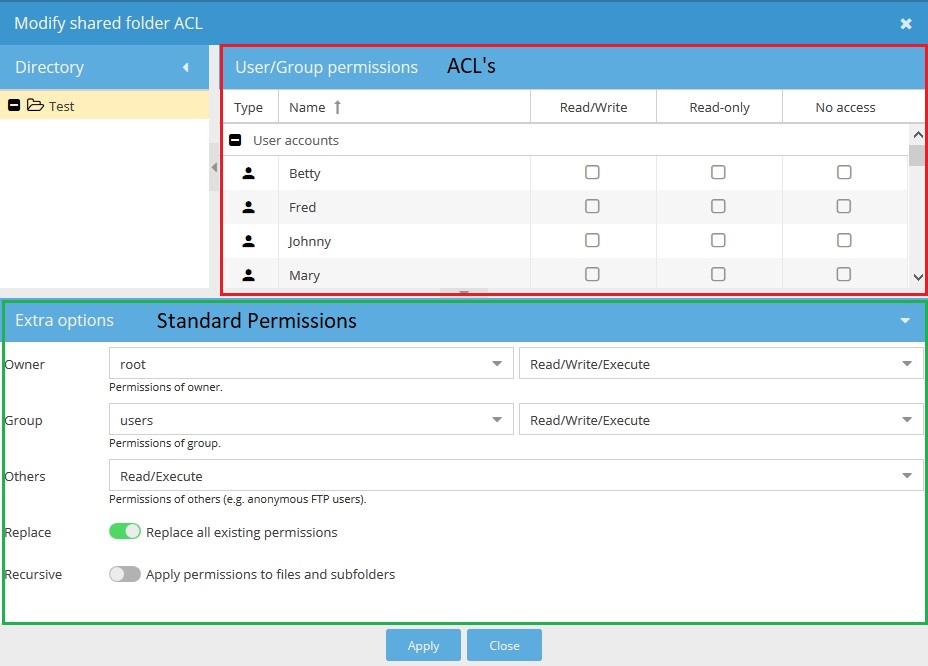 Modify shared folder ACL
Directory
User/Group permissions ACL's
Test
Type Name Read/Write Read-only No access
User accounts
Betty
Fred
Johnny
Mary
Extra options Standard Permissions
Owner root Read/Write/Execute
Permissions of owner.
Group users Read/Write/Execute
Permissions of group.
Others Read/Execute
Permissions of others (e.g. anonymous FTP users).
Replace Replace all existing permissions
Recursive Apply permissions to files and subfolders
Apply Close